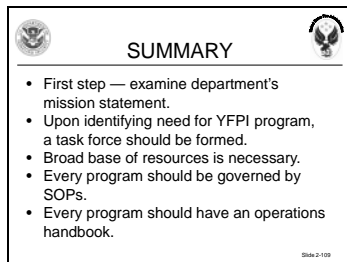 SUMMARY
• First step — examine department's
mission statement.
• Upon identifying need for YFPI program,
a task force should be formed.
• Broad base of resources is necessary.
• Every program should be governed by
SOPs.
• Every program should have an operations
handbook.
Slide 2-109